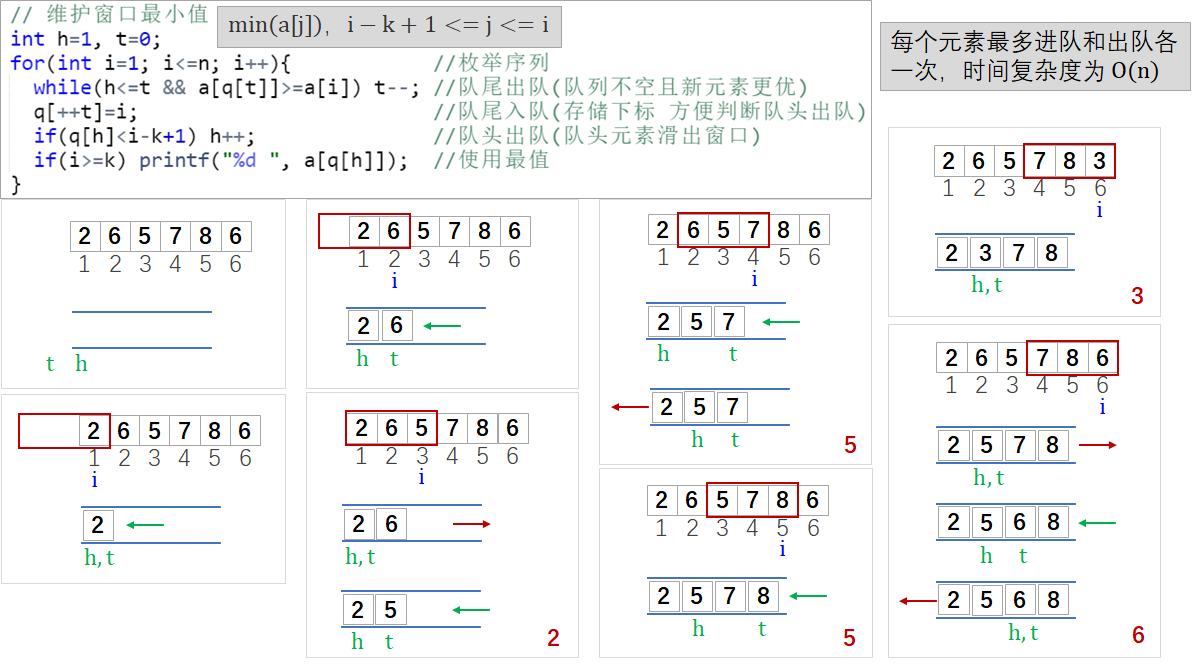 // 维护窗口最小值
min(a[j]), i − k + 1 <= j <= i
int h=1, t=0;
for(int i=1; i<=n; i++){ //枚举序列
while(h<=t && a[q[t]]>=a[i]) t--; //队尾出队(队列不空且新元素更优)
q[++t]=i; //队尾入队(存储下标 方便判断队头出队)
if(q[h]<i-k+1) h++; //队头出队(队头元素滑出窗口)
if(i>=k) printf("%d ", a[q[h]]); //使用最值
}
每个元素最多进队和出队各
一次，时间复杂度为 O(n)
2 6 5 7 8 6
1 2 3 4 5 6
t h
2 6 5 7 8 6
1 2 3 4 5 6
i
2
h,t
2 6 5 7 8 6
1 2 3 4 5 6
i
2 6
h t
2 6 5 7 8 6
1 2 3 4 5 6
i
2 6
h,t
2 5
h t
2
2 6 5 7 8 6
1 2 3 4 5 6
i
2 5 7
h t
2 5 7
h t
5
2 6 5 7 8 6
1 2 3 4 5 6
i
2 5 7 8
h t
5
2 6 5 7 8 3
1 2 3 4 5 6
i
2 3 7 8
h,t
3
2 6 5 7 8 6
1 2 3 4 5 6
i
2 5 7 8
h,t
2 5 6 8
h t
2 5 6 8
h,t
6